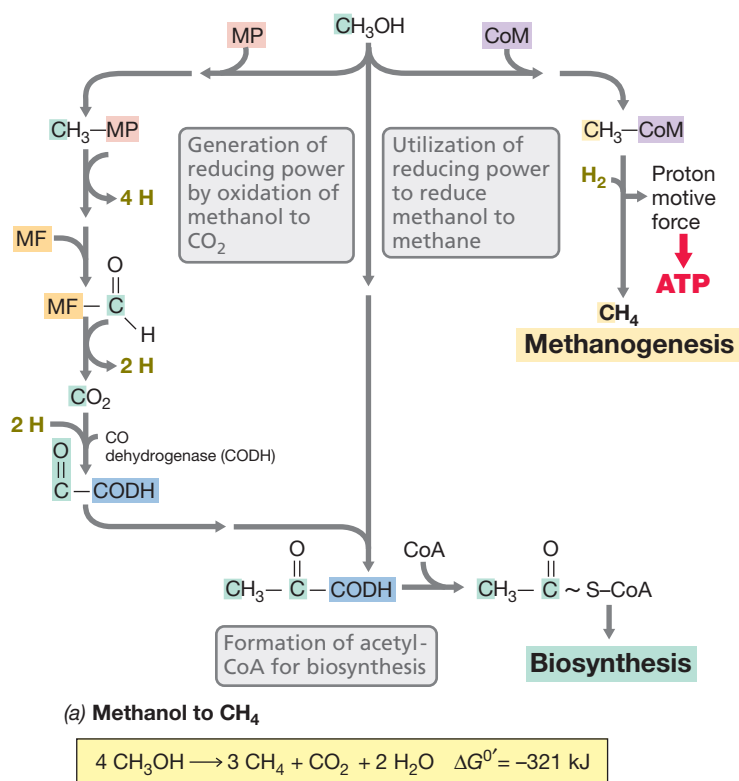 MP
CH₃OH
CoM
CH₃—MP
Generation of
reducing power
by oxidation of
methanol to
CO₂
Utilization of
reducing power
to reduce
methanol to
methane
CH₃—CoM
4 H
H₂
Proton
motive
force
ATP
MF
O
MF—C
H
CH₄
Methanogenesis
2 H
CO₂
2 H
CO
dehydrogenase (CODH)
O
C—CODH
O
CH₃—C—CODH
CoA
O
CH₃—C~S–CoA
Formation of acetyl-
CoA for biosynthesis
Biosynthesis
(a) Methanol to CH₄
4 CH₃OH ⟶ 3 CH₄ + CO₂ + 2 H₂O ΔG⁰′ = –321 kJ